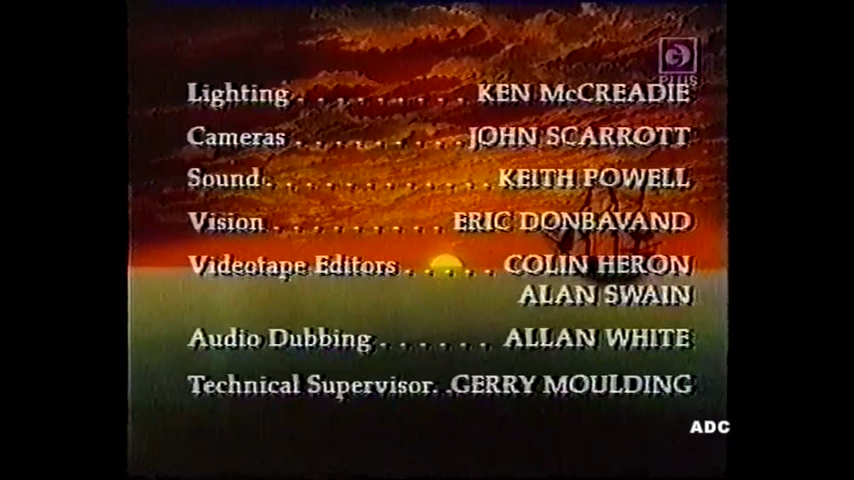 G PLUS
Lighting . . . . . . . . . KEN McCREADIE
Cameras . . . . . . . . . JOHN SCARROTT
Sound . . . . . . . . . . . . KEITH POWELL
Vision . . . . . . . . . . ERIC DONBAVAND
Videotape Editors . . . . . COLIN HERON
ALAN SWAIN
Audio Dubbing . . . . . . ALLAN WHITE
Technical Supervisor. .GERRY MOULDING
ADC